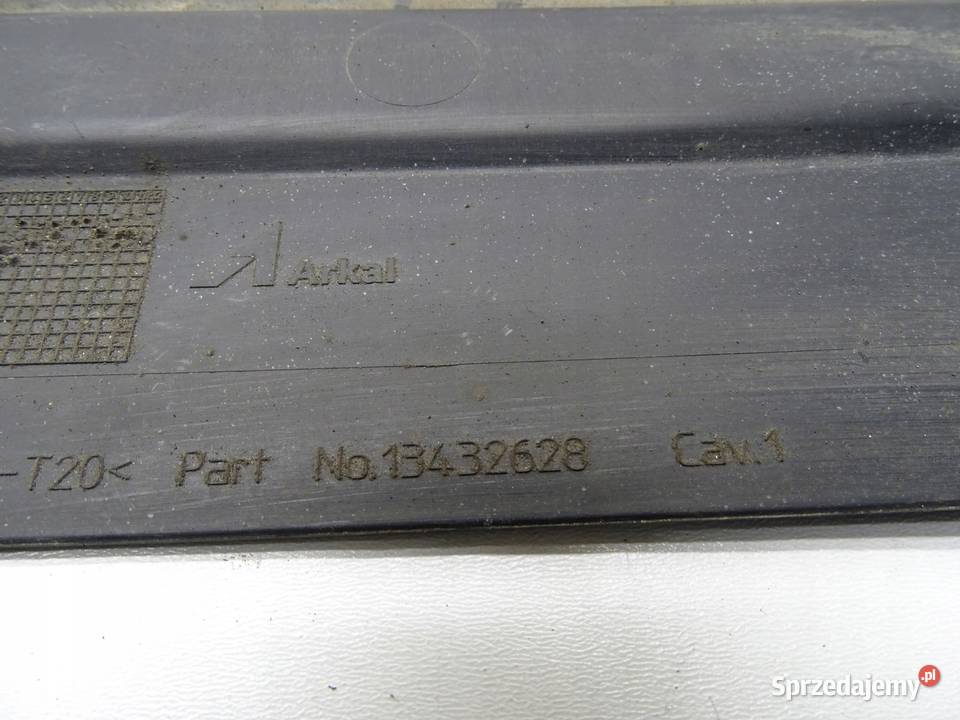 Arkal
-T20< Part No.13432628 Cav.1
Sprzedajemy.pl